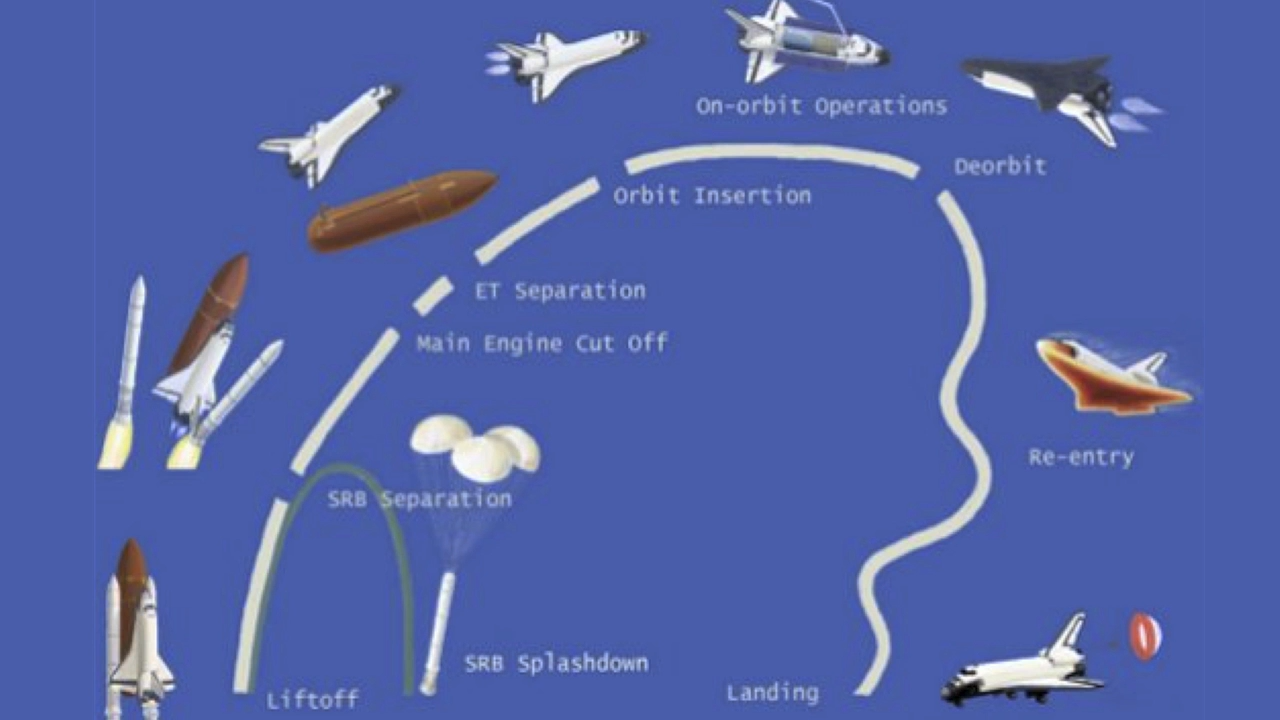 On-orbit Operations
Deorbit
Orbit Insertion
ET Separation
Main Engine Cut Off
Re-entry
SRB Separation
SRB Splashdown
Landing
Liftoff